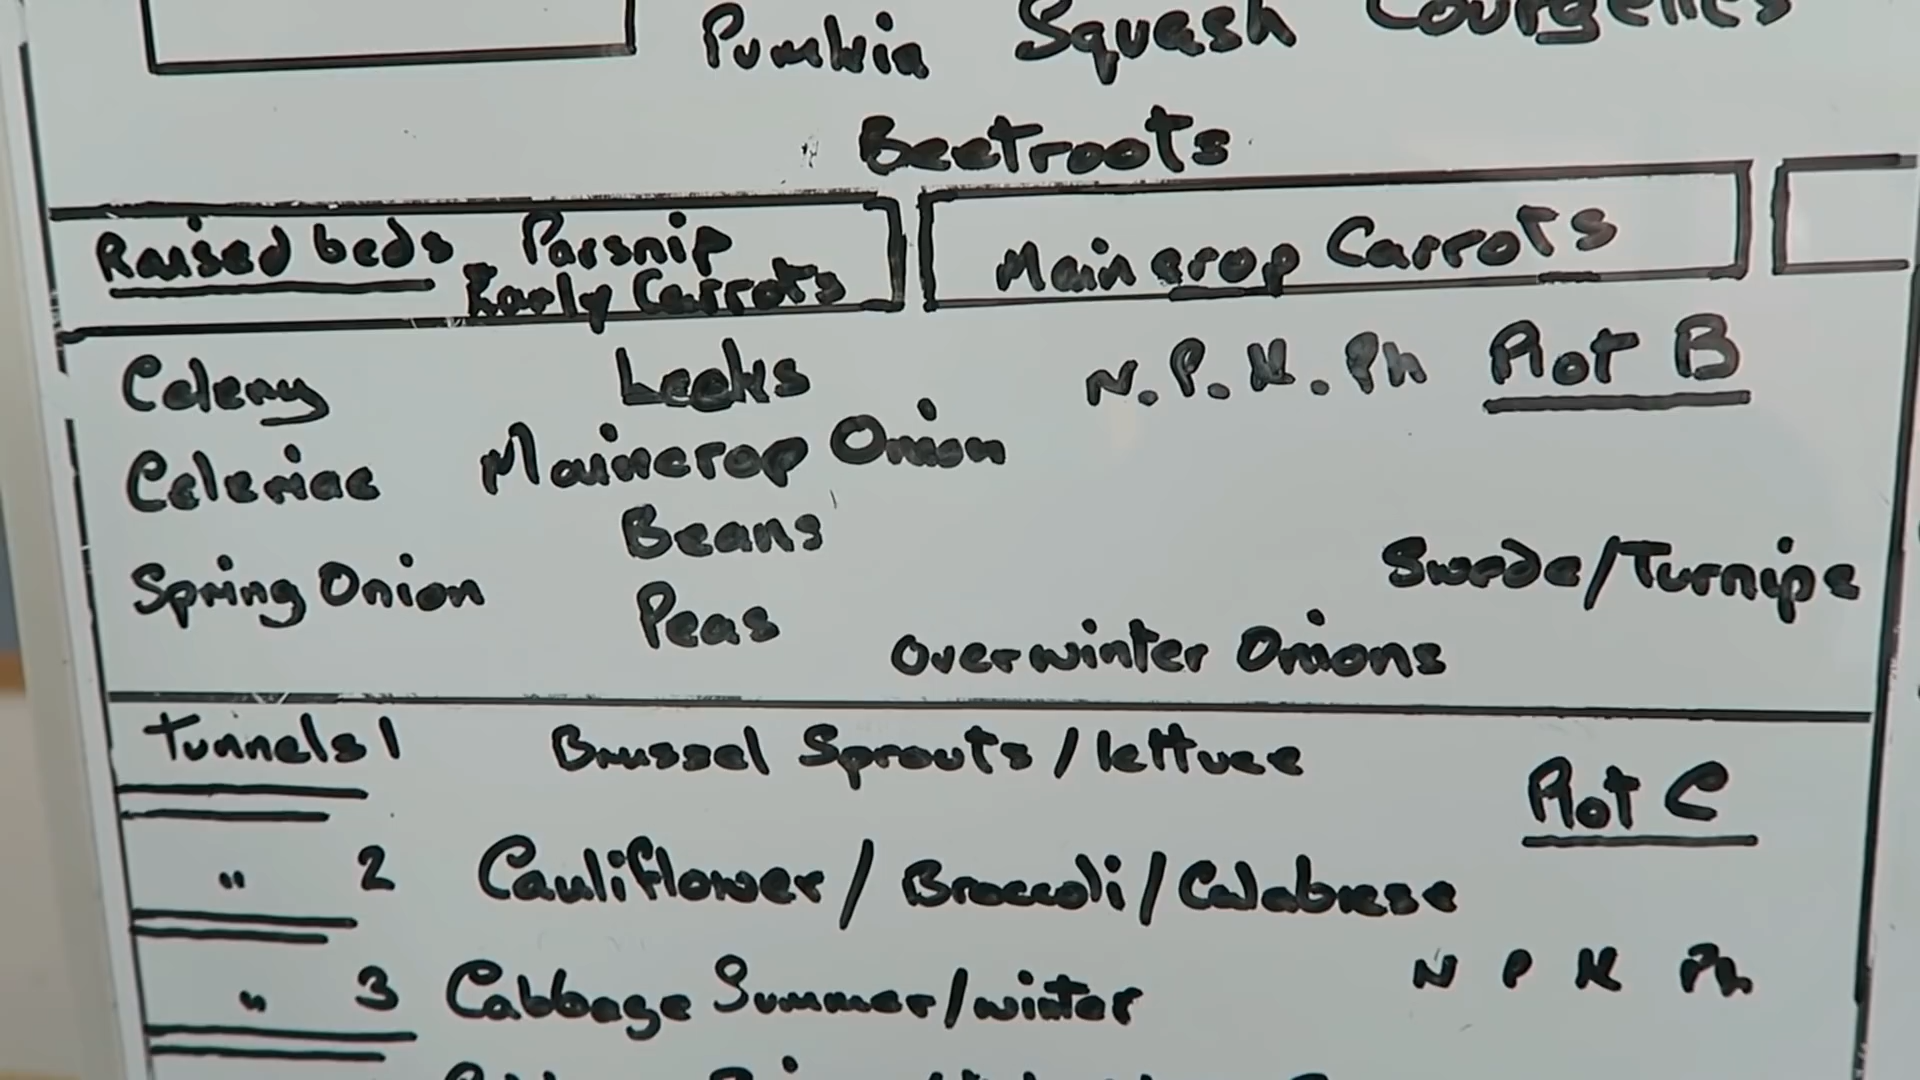 Pumkin Squash Courgettes
Beetroots
Raised beds Parsnip
Early Carrots
Maincrop Carrots
Celery Leeks N.P.K.Ph Plot B
Celeriac Maincrop Onion
Beans
Swede/Turnips
Spring Onion Peas
Overwinter Onions
Tunnels 1 Brussel Sprouts/lettuce
Plot C
" 2 Cauliflower/Broccoli/Calabrese
" 3 Cabbage Summer/winter N P K Ph